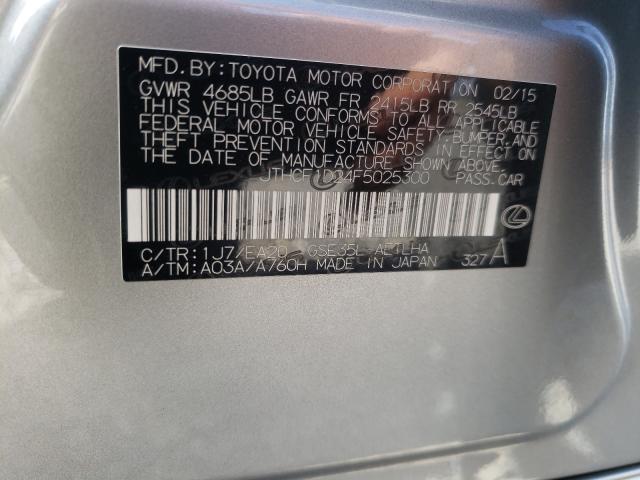 MFD. BY: TOYOTA MOTOR CORPORATION 02/15
GVWR 4685LB GAWR FR 2415LB RR 2545LB
THIS VEHICLE CONFORMS TO ALL APPLICABLE
FEDERAL MOTOR VEHICLE SAFETY, BUMPER, AND
THEFT PREVENTION STANDARDS IN EFFECT ON
THE DATE OF MANUFACTURE SHOWN ABOVE.
JTHCF1D24F5025300 PASS. CAR
C/TR: 1J7/EA20 GSE35L-AETLHA
A/TM: A03A/A760H MADE IN JAPAN 327A